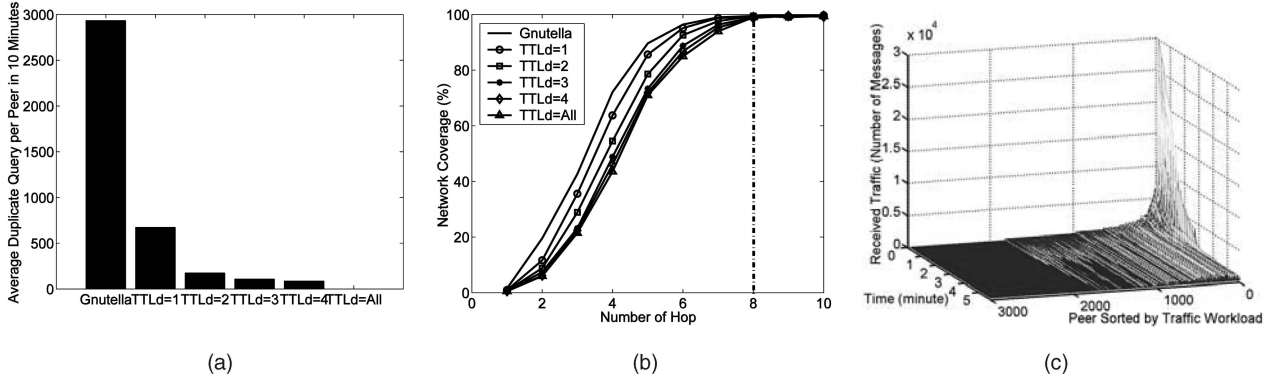 Average Duplicate Query per Peer in 10 Minutes
3000
2500
2000
1500
1000
500
0
Gnutella TTLd=1 TTLd=2 TTLd=3 TTLd=4 TTLd=All
(a)
Network Coverage (%)
100
80
60
40
20
0
Gnutella
TTLd=1
TTLd=2
TTLd=3
TTLd=4
TTLd=All
0 2 4 6 8 10
Number of Hop
(b)
Received Traffic (Number of Messages)
x 10^4
3
2.5
2
1.5
1
0.5
0
0
1
2
3
4
5
Time (minute)
3000
2000
1000
0
Peer Sorted by Traffic Workload
(c)